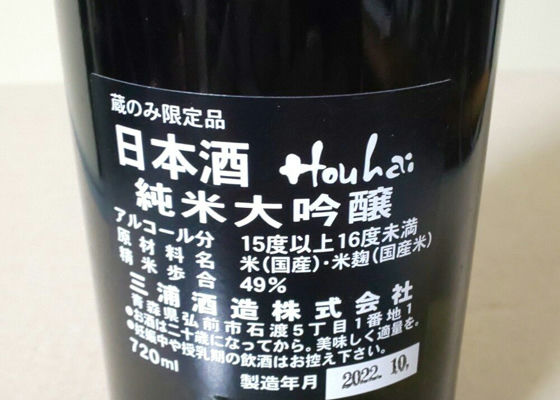 蔵のみ限定品
日本酒 Houhai
純米大吟醸
アルコール分 15度以上16度未満
原材料名 米(国産)・米麹(国産米)
精米歩合 49%
三浦酒造株式会社
青森県弘前市石渡5丁目1番地1
●お酒は二十歳になってから。美味しく適量を。
●妊娠中や授乳期の飲酒はお控え下さい。
720ml
製造年月 2022.10,